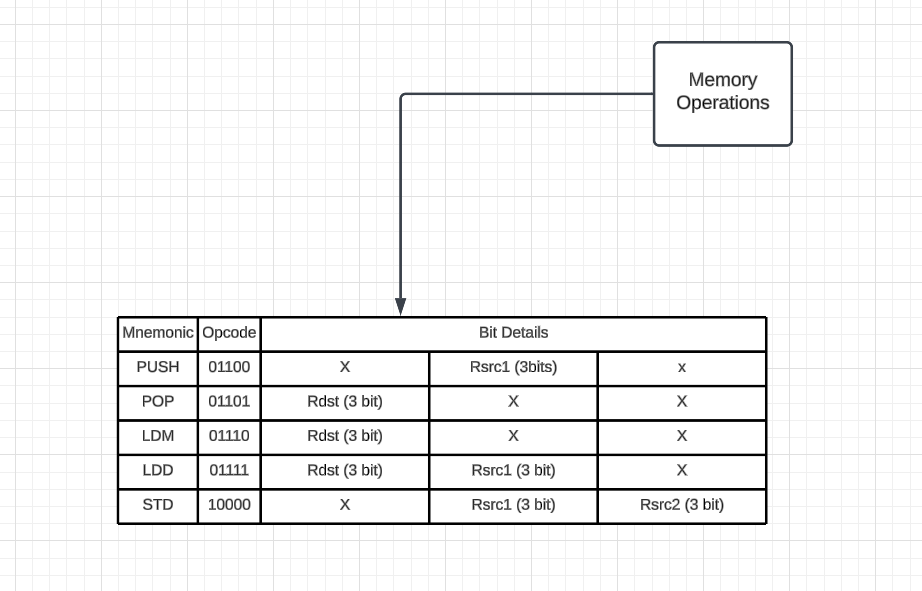 Memory
Operations
Mnemonic Opcode Bit Details
PUSH 01100 X Rsrc1 (3bits) x
POP 01101 Rdst (3 bit) X X
LDM 01110 Rdst (3 bit) X X
LDD 01111 Rdst (3 bit) Rsrc1 (3 bit) X
STD 10000 X Rsrc1 (3 bit) Rsrc2 (3 bit)